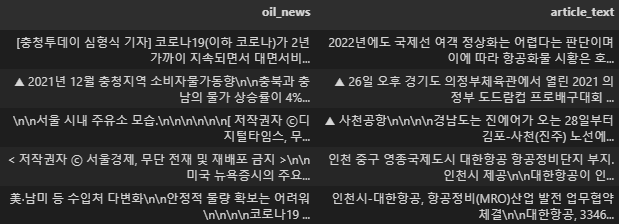 oil_news article_text
[충청투데이 심형식 기자] 코로나19(이하 코로나)가 2년 2022년에도 국제선 여객 정상화는 어렵다는 판단이며
가까이 지속되면서 대면서비... 이에 따라 항공화물 시황은 호...
▲ 2021년 12월 충청지역 소비자물가동향\n\n충북과 충 ▲ 26일 오후 경기도 의정부체육관에서 열린 2021 의
남의 물가 상승률이 4%... 정부 도드람컵 프로배구대회 ...
\n\n서울 시내 주유소 모습.\n\n\n\n\n[ 저작권자 ⓒ디 ▲ 사천공항\n\n\n\n경남도는 진에어가 오는 28일부터
지털타임스, 무... 김포-사천(진주) 노선에...
< 저작권자 ⓒ 서울경제, 무단 전재 및 재배포 금지 >\n\n 인천 중구 영종국제도시 대한항공 항공정비단지 부지.
미국 뉴욕증시의 주요... 인천시 제공\n\n대한항공이 인...
美·남미 등 수입처 다변화\n\n안정적 물량 확보는 어려워 인천시-대한항공, 항공정비(MRO)산업 발전 업무협약
\n\n\n\n코로나19 ... 체결\n\n대한항공, 3346...